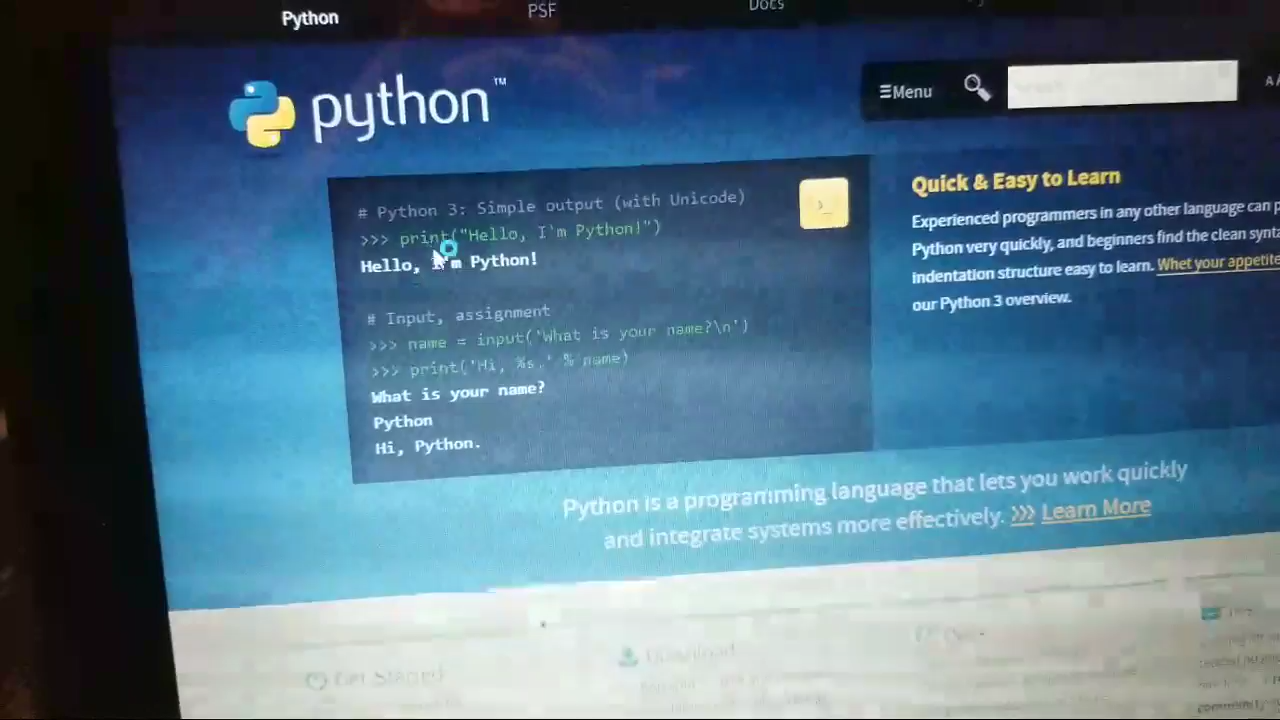 Python
PSF
Docs
python™
Menu
# Python 3: Simple output (with Unicode)
>>> print("Hello, I'm Python!")
Hello, I'm Python!
# Input, assignment
>>> name = input('What is your name?\n')
>>> print('Hi, %s.' % name)
What is your name?
Python
Hi, Python.
>_
Quick & Easy to Learn
Experienced programmers in any other language can
Python very quickly, and beginners find the clean
indentation structure easy to learn. Whet your appetite
our Python 3 overview.
Python is a programming language that lets you work quickly
and integrate systems more effectively. >>> Learn More
Get Started
Download